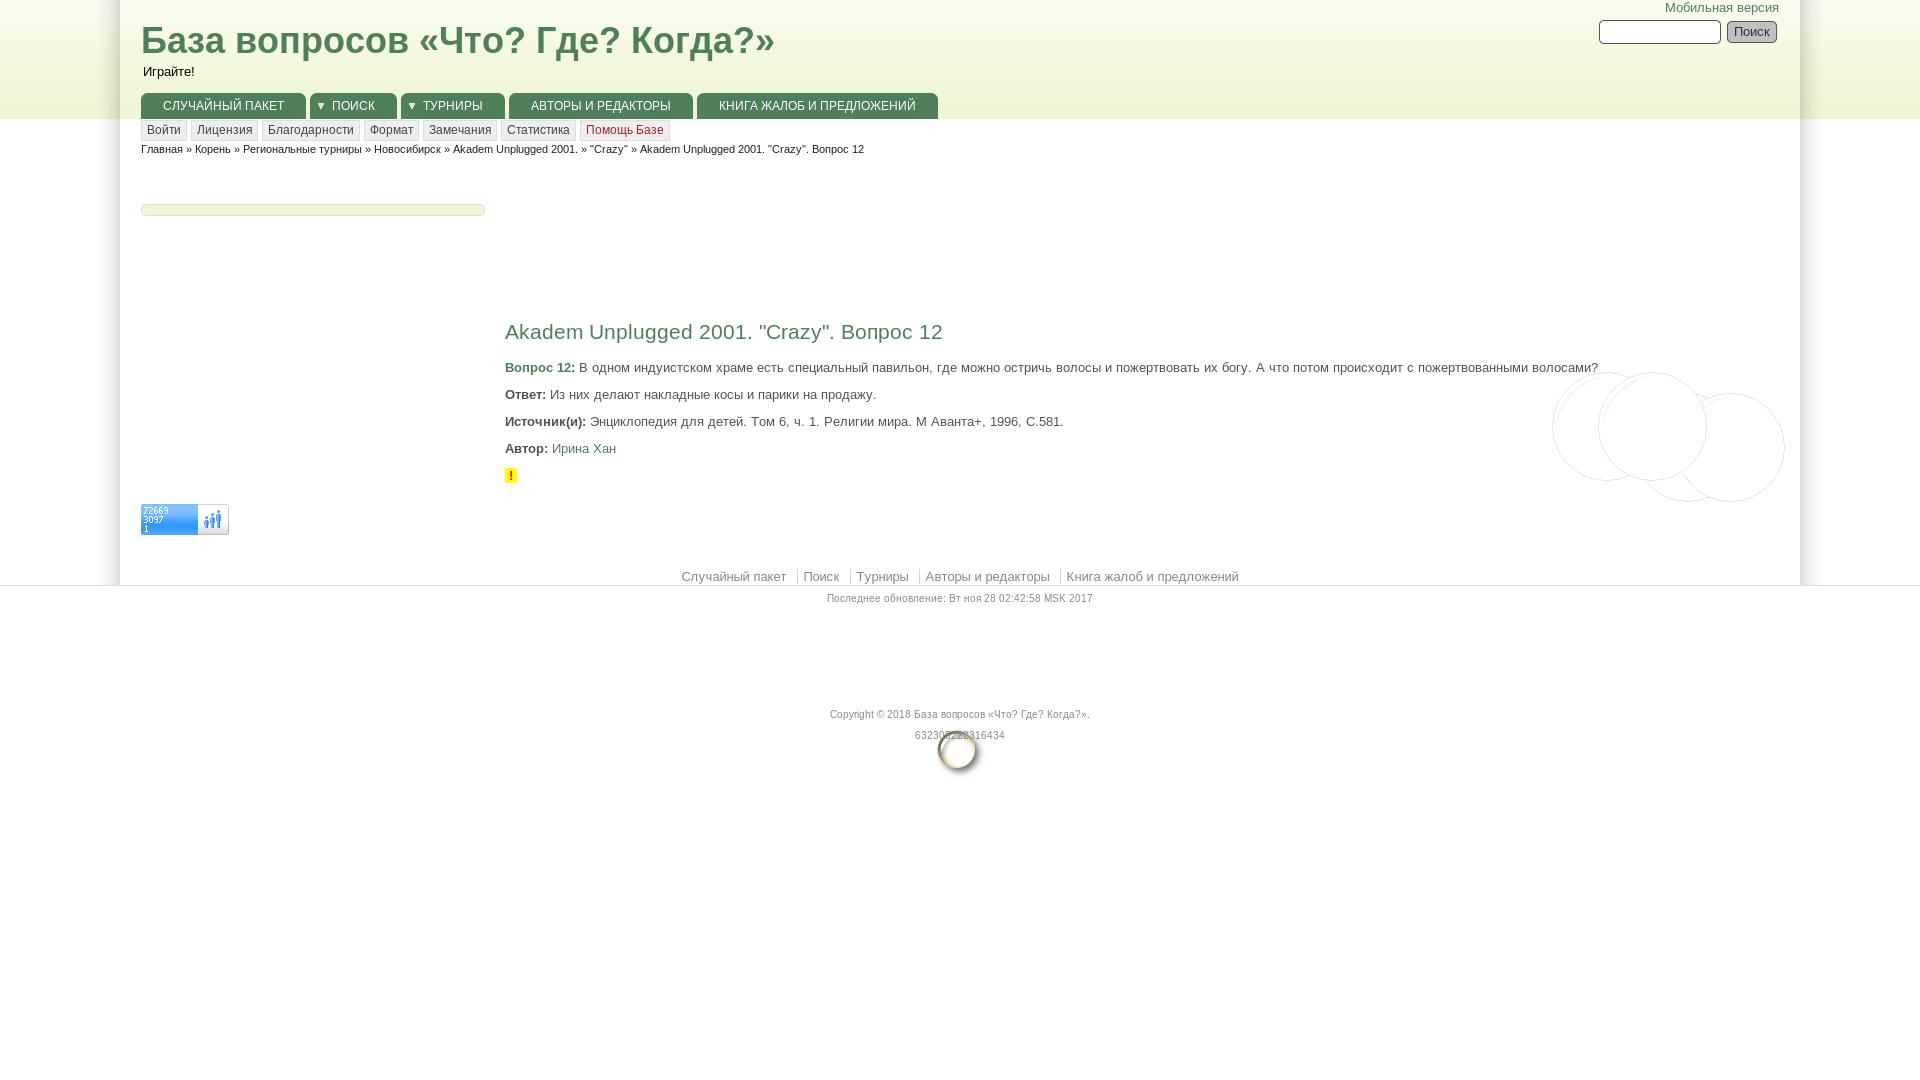 Мобильная версия
База вопросов «Что? Где? Когда?»
Поиск
Играйте!
СЛУЧАЙНЫЙ ПАКЕТ ПОИСК ТУРНИРЫ АВТОРЫ И РЕДАКТОРЫ КНИГА ЖАЛОБ И ПРЕДЛОЖЕНИЙ
Войти Лицензия Благодарности Формат Замечания Статистика Помощь Базе
Главная » Корень » Региональные турниры » Новосибирск » Akadem Unplugged 2001. » "Crazy" » Akadem Unplugged 2001. "Crazy". Вопрос 12
Akadem Unplugged 2001. "Crazy". Вопрос 12
Вопрос 12: В одном индуистском храме есть специальный павильон, где можно остричь волосы и пожертвовать их богу. А что потом происходит с пожертвованными волосами?
Ответ: Из них делают накладные косы и парики на продажу.
Источник(и): Энциклопедия для детей. Том 6, ч. 1. Религии мира. М Аванта+, 1996, С.581.
Автор: Ирина Хан
!
72669
3097
1
Случайный пакет Поиск Турниры Авторы и редакторы Книга жалоб и предложений
Последнее обновление: Вт ноя 28 02:42:58 MSK 2017
Copyright © 2018 База вопросов «Что? Где? Когда?».